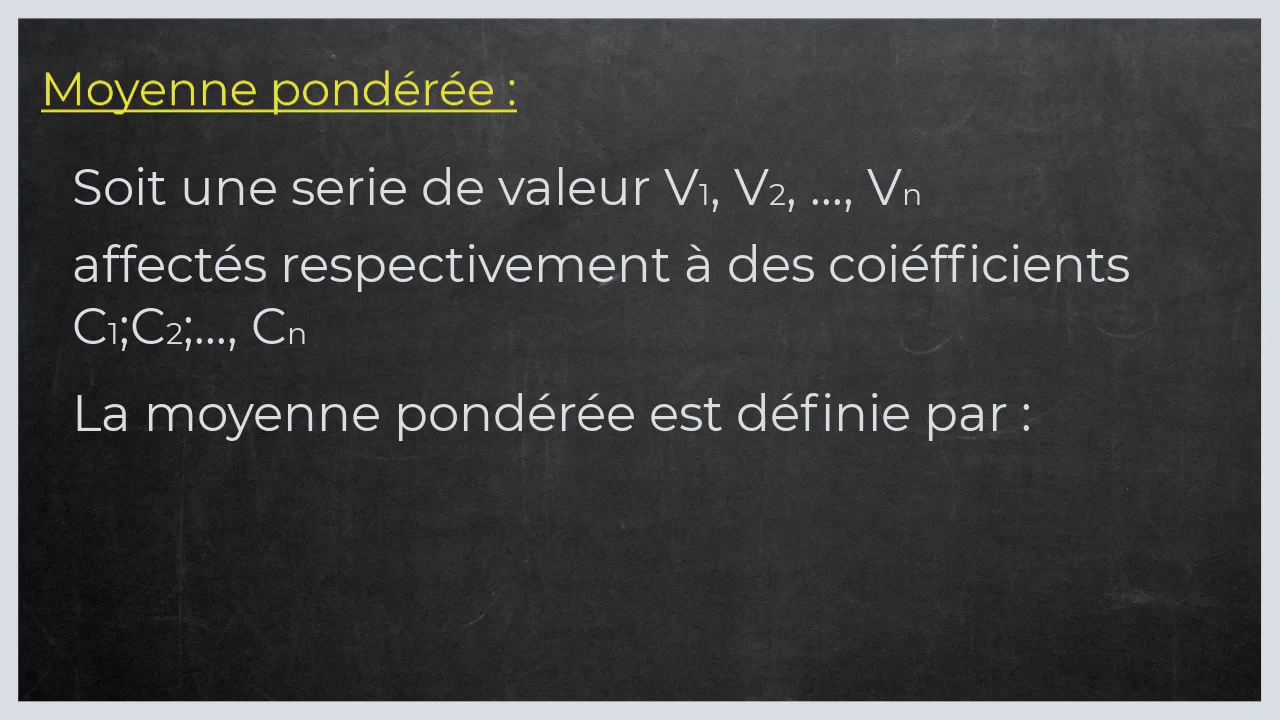 Moyenne pondérée :
Soit une serie de valeur V₁, V₂, ..., Vₙ
affectés respectivement à des coiéfficients
C₁;C₂;..., Cₙ
La moyenne pondérée est définie par :